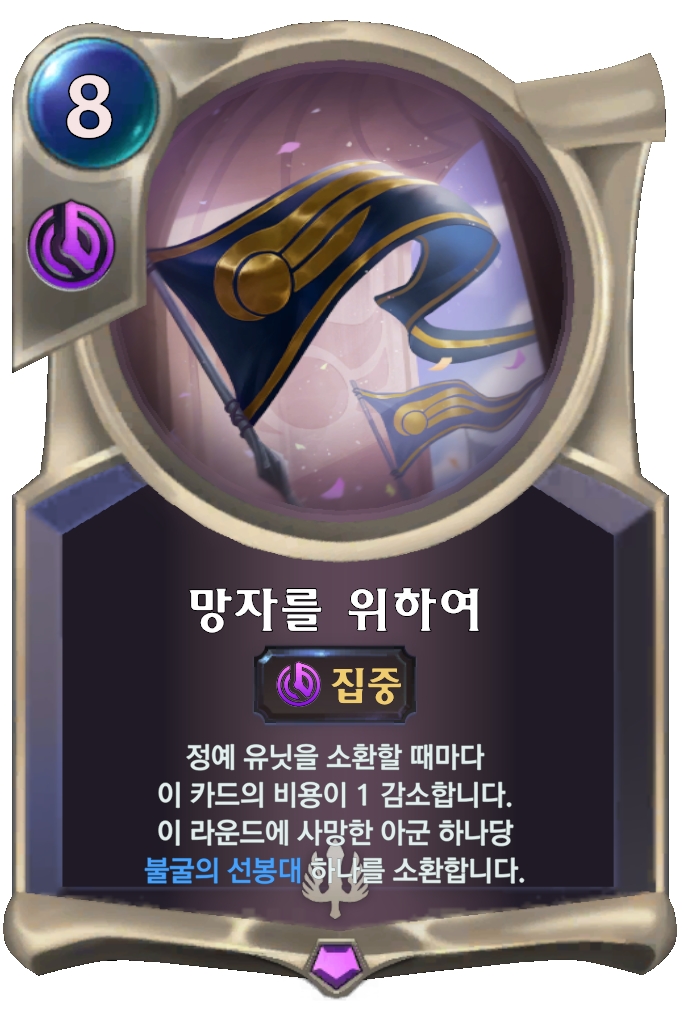 8
망자를 위하여
집중
정예 유닛을 소환할 때마다
이 카드의 비용이 1 감소합니다.
이 라운드에 사망한 아군 하나당
불굴의 선봉대 하나를 소환합니다.